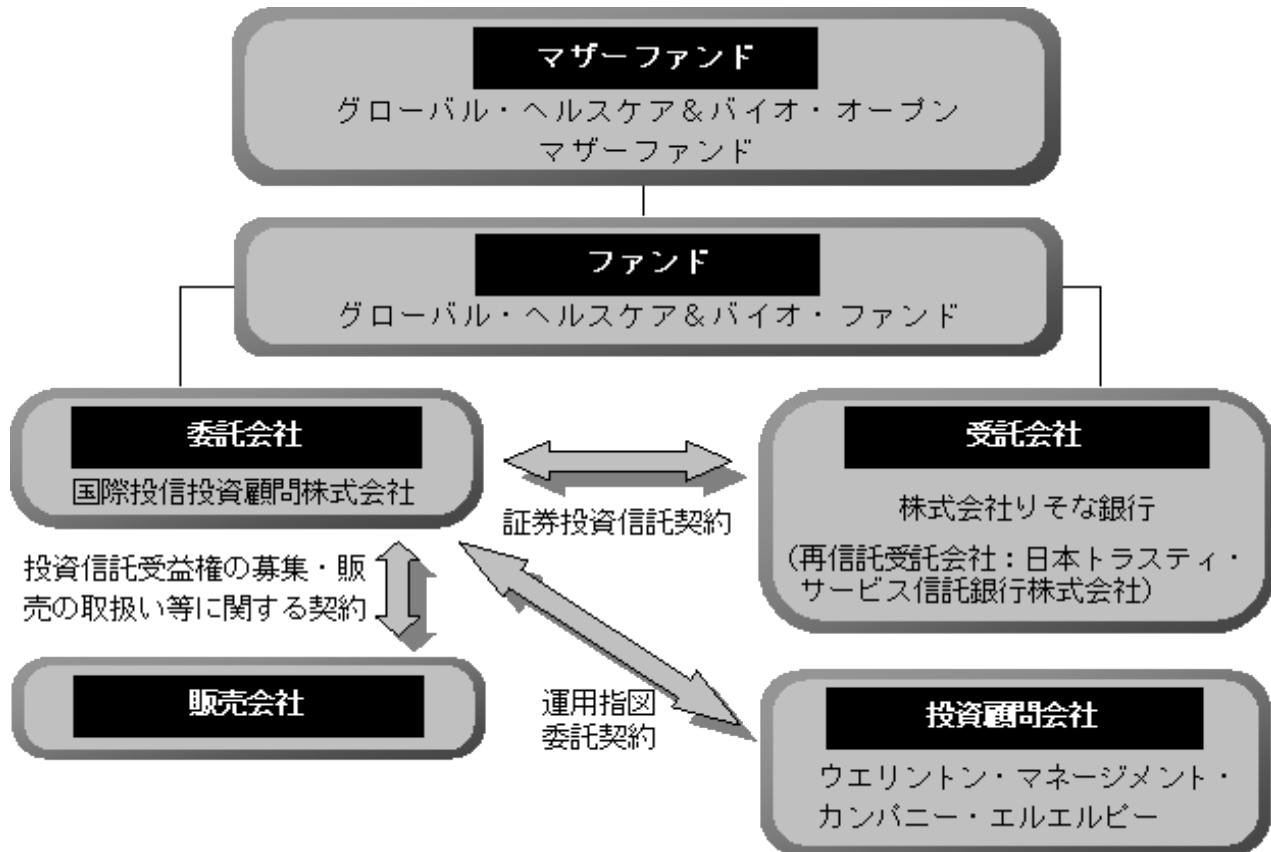 マザーファンド
グローバル・ヘルスケア＆バイオ・オープン
マザーファンド
ファンド
グローバル・ヘルスケア＆バイオ・ファンド
委託会社
国際投信投資顧問株式会社
受託会社
株式会社りそな銀行
(再信託受託会社：日本トラスティ・
サービス信託銀行株式会社)
証券投資信託契約
投資信託受益権の募集・販
売の取扱い等に関する契約
販売会社
運用指図
委託契約
投資顧問会社
ウエリントン・マネージメント・
カンパニー・エルエルピー